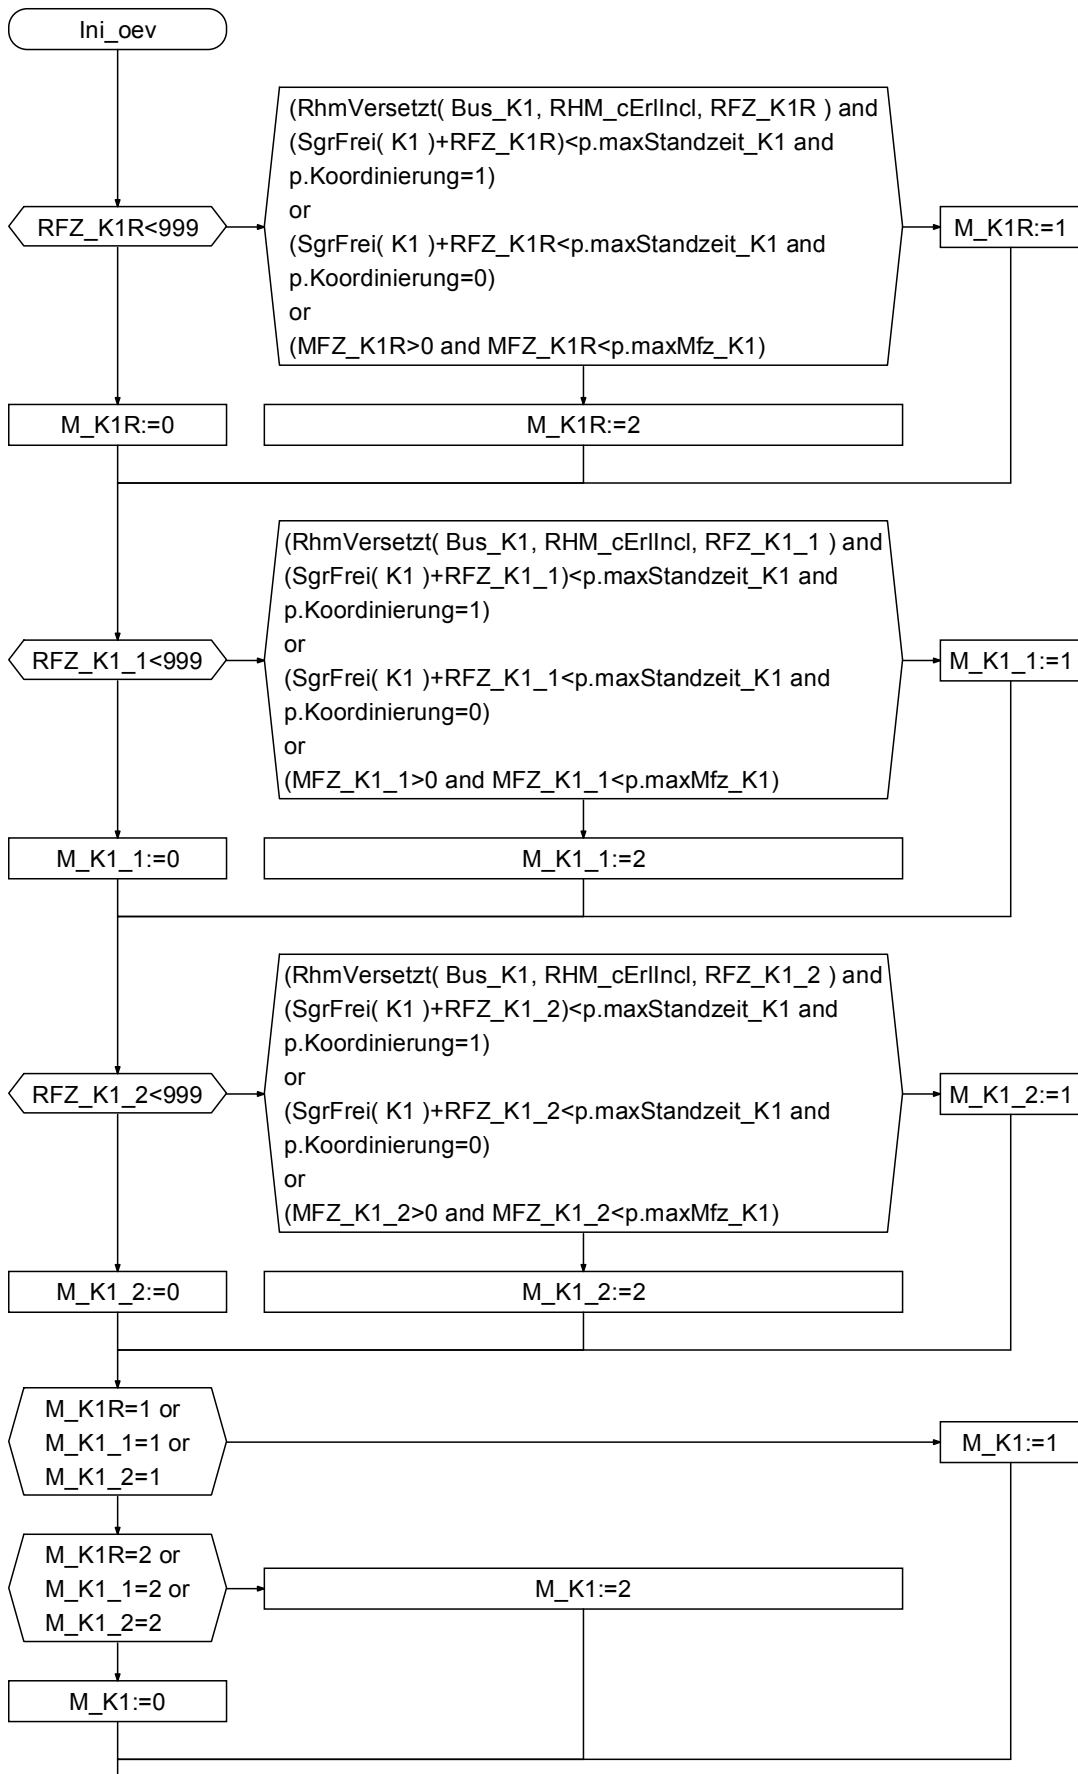 Ini_oev
(RhmVersetzt( Bus_K1, RHM_cErlIncl, RFZ_K1R ) and
(SgrFrei( K1 )+RFZ_K1R)<p.maxStandzeit_K1 and
p.Koordinierung=1)
or
(SgrFrei( K1 )+RFZ_K1R<p.maxStandzeit_K1 and
p.Koordinierung=0)
or
(MFZ_K1R>0 and MFZ_K1R<p.maxMfz_K1)
RFZ_K1R<999
M_K1R:=1
M_K1R:=0
M_K1R:=2
(RhmVersetzt( Bus_K1, RHM_cErlIncl, RFZ_K1_1 ) and
(SgrFrei( K1 )+RFZ_K1_1)<p.maxStandzeit_K1 and
p.Koordinierung=1)
or
(SgrFrei( K1 )+RFZ_K1_1<p.maxStandzeit_K1 and
p.Koordinierung=0)
or
(MFZ_K1_1>0 and MFZ_K1_1<p.maxMfz_K1)
RFZ_K1_1<999
M_K1_1:=1
M_K1_1:=0
M_K1_1:=2
(RhmVersetzt( Bus_K1, RHM_cErlIncl, RFZ_K1_2 ) and
(SgrFrei( K1 )+RFZ_K1_2)<p.maxStandzeit_K1 and
p.Koordinierung=1)
or
(SgrFrei( K1 )+RFZ_K1_2<p.maxStandzeit_K1 and
p.Koordinierung=0)
or
(MFZ_K1_2>0 and MFZ_K1_2<p.maxMfz_K1)
RFZ_K1_2<999
M_K1_2:=1
M_K1_2:=0
M_K1_2:=2
M_K1R=1 or
M_K1_1=1 or
M_K1_2=1
M_K1:=1
M_K1R=2 or
M_K1_1=2 or
M_K1_2=2
M_K1:=2
M_K1:=0